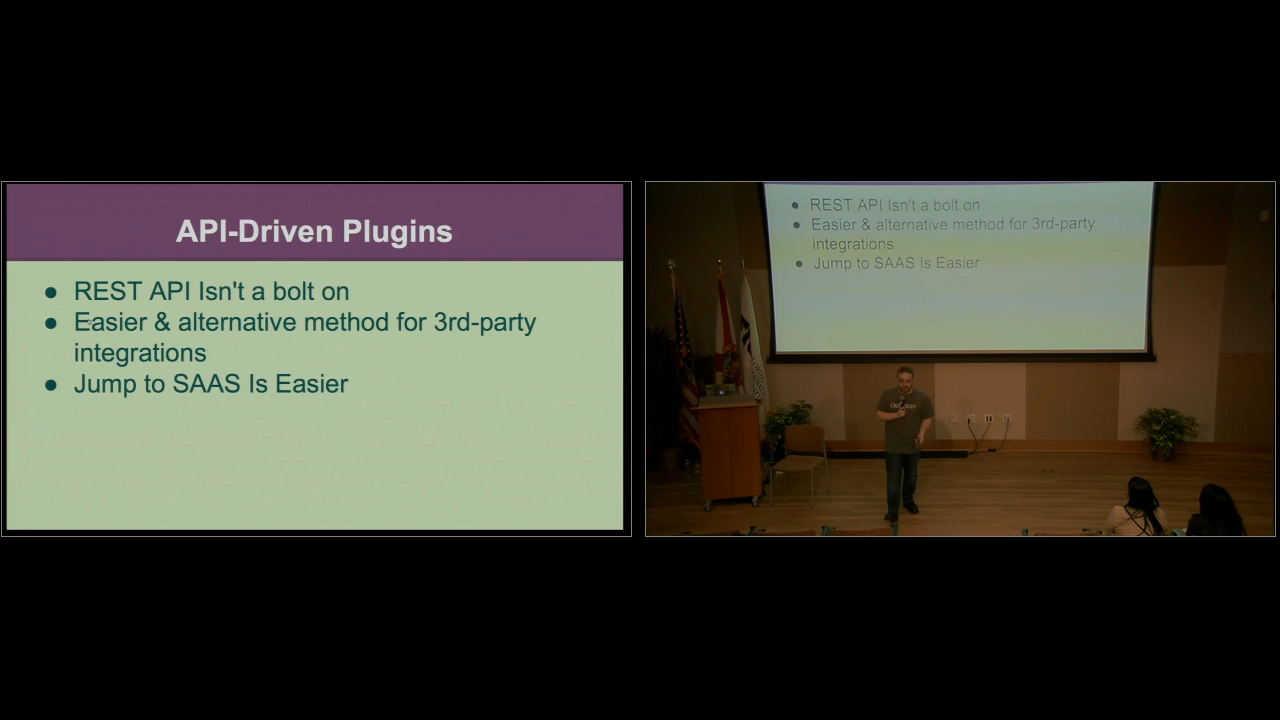 API-Driven Plugins
● REST API Isn't a bolt on
● Easier & alternative method for 3rd-party
integrations
● Jump to SAAS Is Easier
● REST API Isn't a bolt on
● Easier & alternative method for 3rd-party
integrations
● Jump to SAAS Is Easier